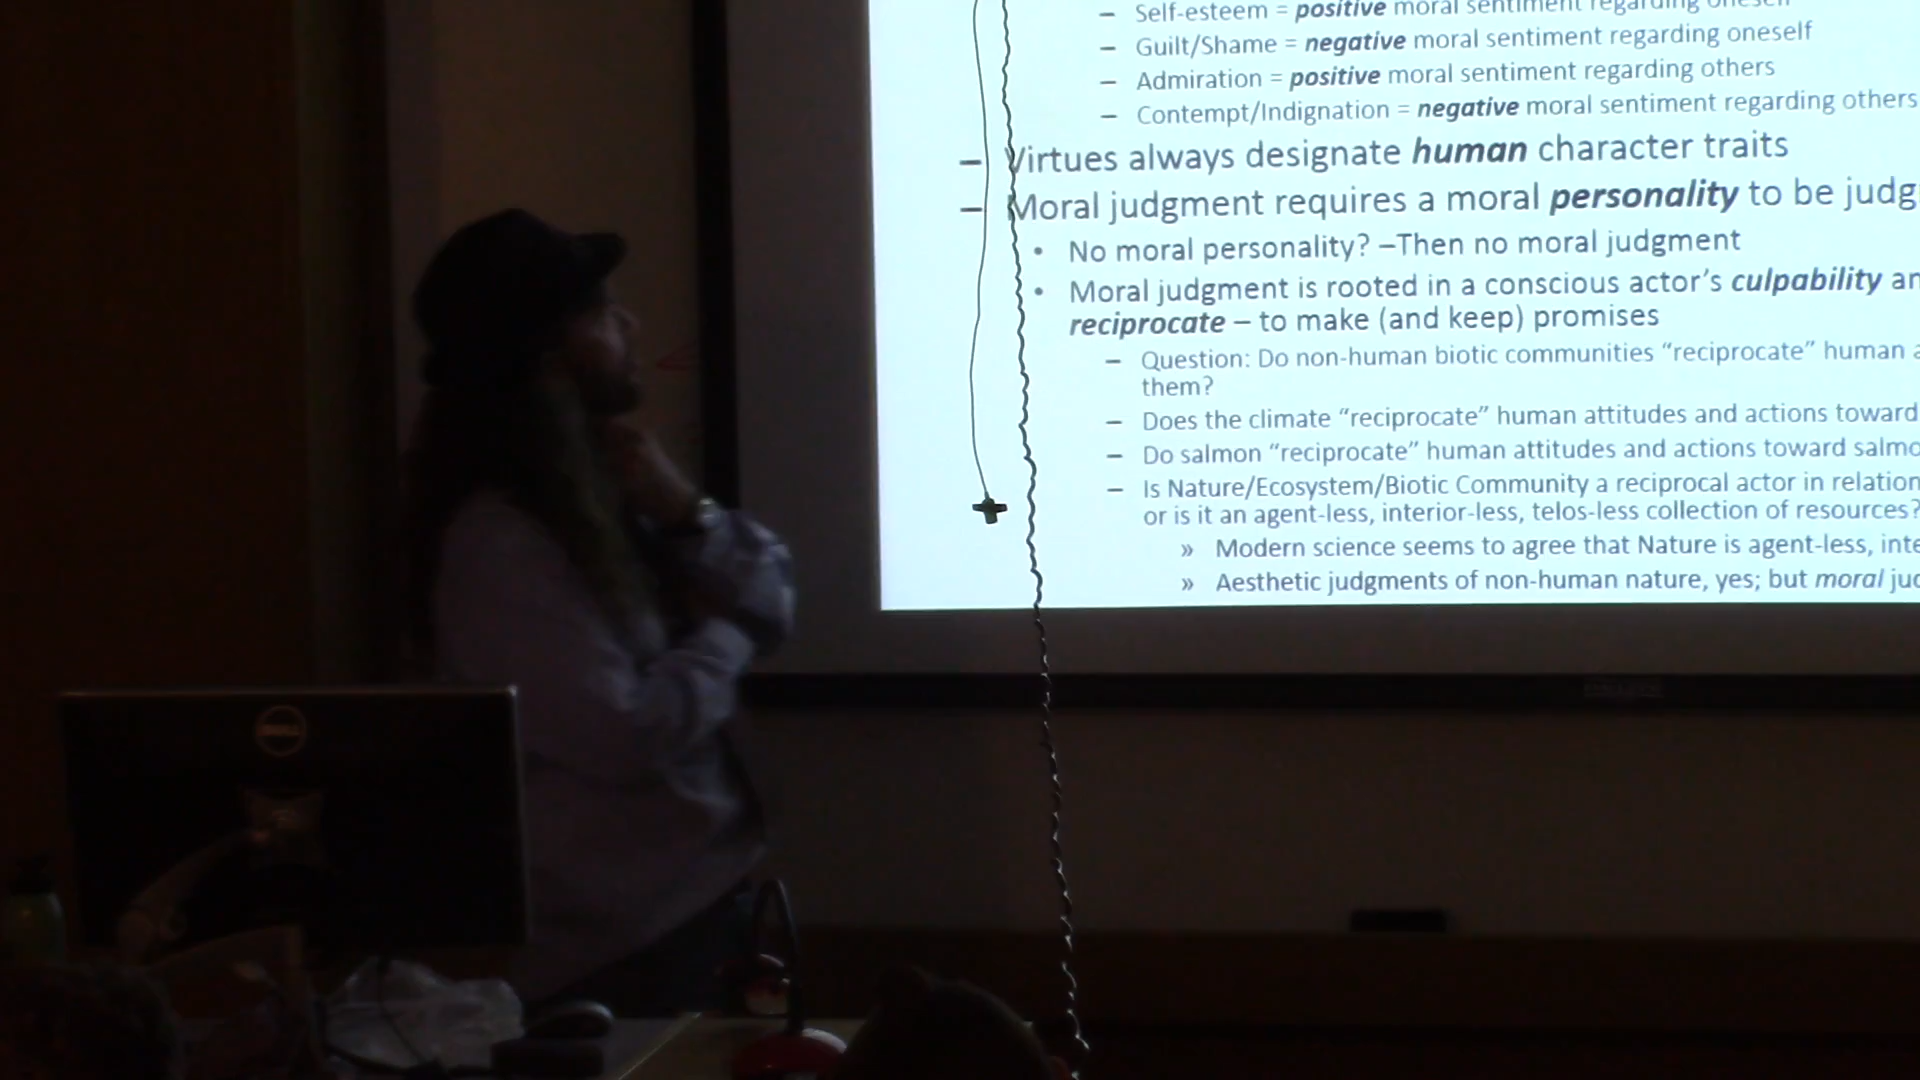 – Self-esteem = positive moral sentiment regarding oneself
– Guilt/Shame = negative moral sentiment regarding oneself
– Admiration = positive moral sentiment regarding others
– Contempt/Indignation = negative moral sentiment regarding others
– Virtues always designate human character traits
– Moral judgment requires a moral personality to be judg
• No moral personality? –Then no moral judgment
• Moral judgment is rooted in a conscious actor’s culpability an
reciprocate – to make (and keep) promises
– Question: Do non-human biotic communities “reciprocate” human a
them?
– Does the climate “reciprocate” human attitudes and actions toward
– Do salmon “reciprocate” human attitudes and actions toward salmo
– Is Nature/Ecosystem/Biotic Community a reciprocal actor in relation
or is it an agent-less, interior-less, telos-less collection of resources?
» Modern science seems to agree that Nature is agent-less, inte
» Aesthetic judgments of non-human nature, yes; but moral jud
DELL